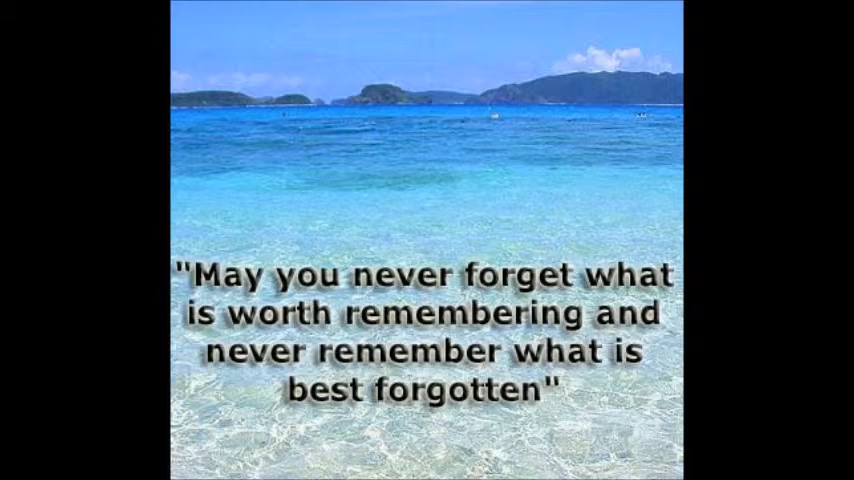 "May you never forget what
is worth remembering and
never remember what is
best forgotten"